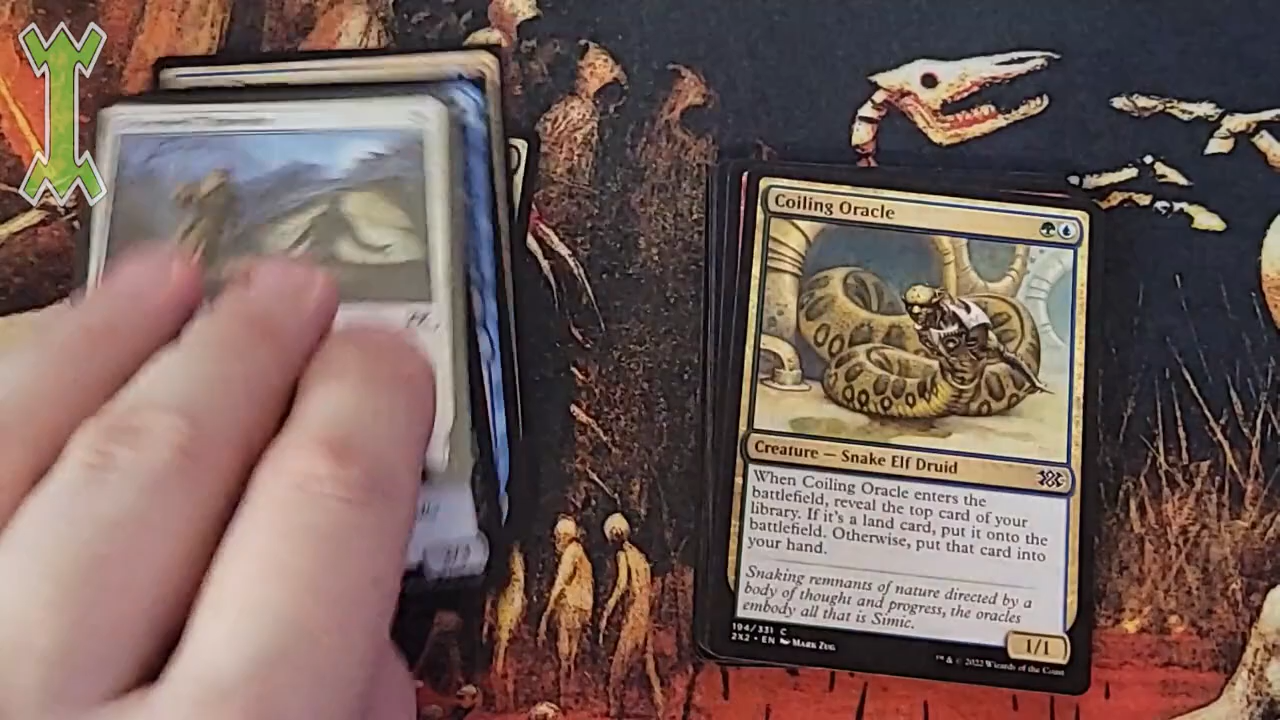 Coiling Oracle
Creature — Snake Elf Druid
When Coiling Oracle enters the
battlefield, reveal the top card of your
library. If it's a land card, put it onto the
battlefield. Otherwise, put that card into
your hand.
Snaking remnants of nature directed by a
body of thought and progress, the oracles
embody all that is Simic.
1/1
194/331 C
2X2 • EN MARK ZUG
™ & © 2022 Wizards of the Coast